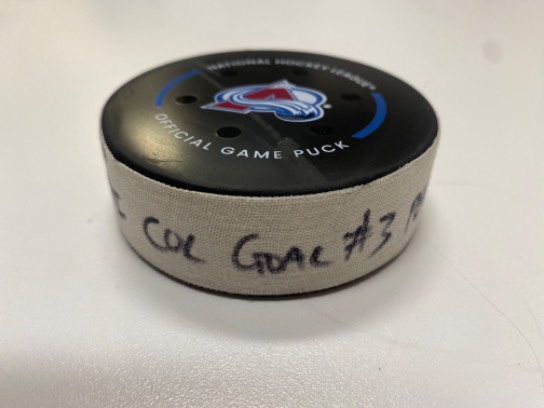 NATIONAL HOCKEY LEAGUE®
OFFICIAL GAME PUCK
COL GOAL #3